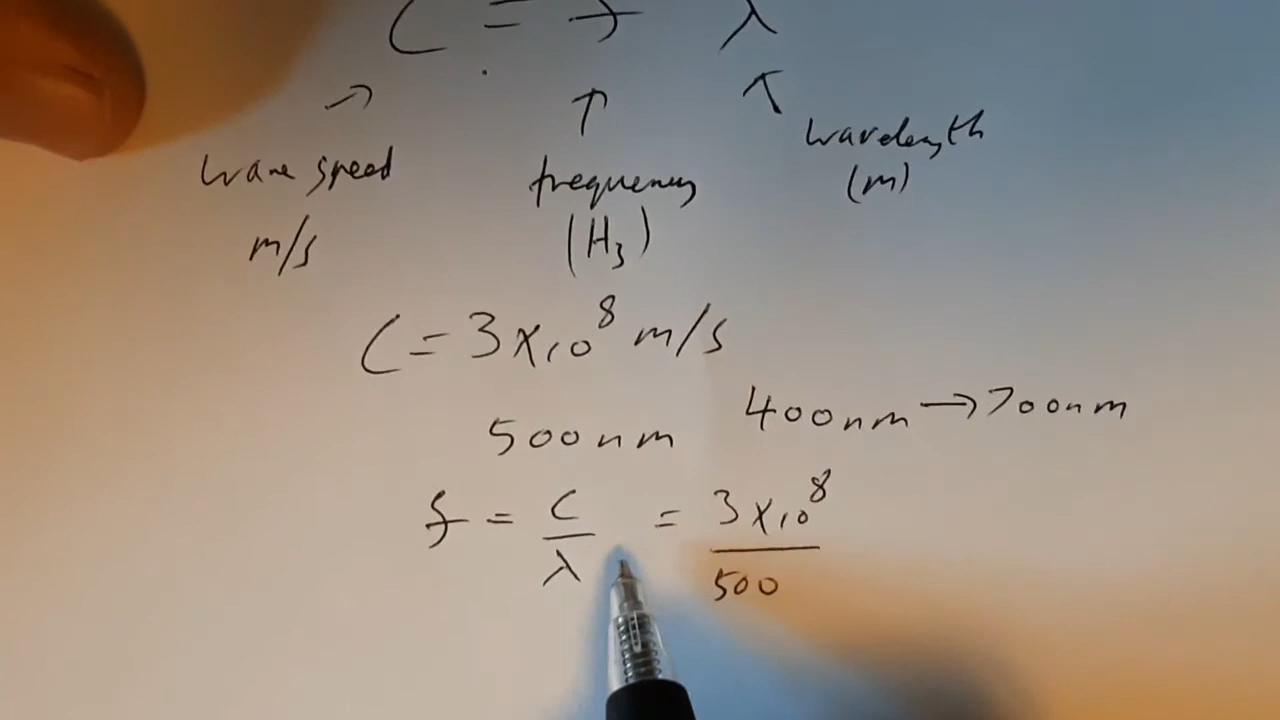 C = f λ
wave speed frequency wavelength
m/s (Hz) (m)
C = 3×10⁸ m/s
500nm 400nm → 700nm
f = C/λ = 3×10⁸/500